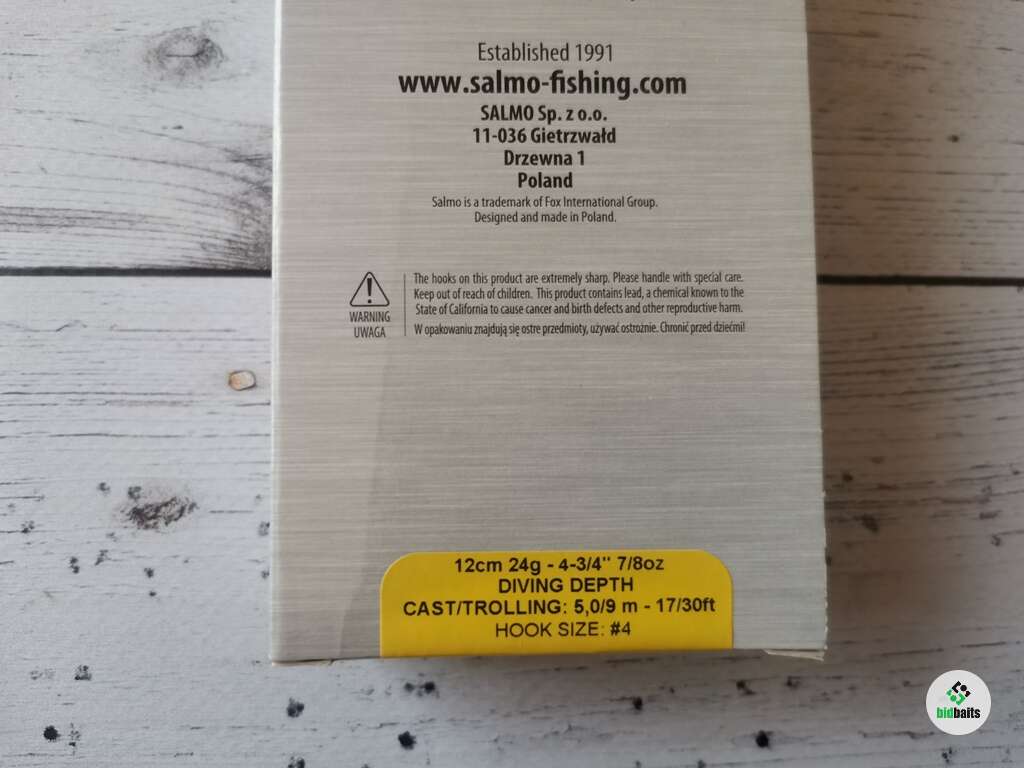 Established 1991
www.salmo-fishing.com
SALMO Sp. z o.o.
11-036 Gietrzwałd
Drzewna 1
Poland
Salmo is a trademark of Fox International Group.
Designed and made in Poland.
WARNING
UWAGA
The hooks on this product are extremely sharp. Please handle with special care.
Keep out of reach of children. This product contains lead, a chemical known to the
State of California to cause cancer and birth defects and other reproductive harm.
W opakowaniu znajdują się ostre przedmioty, używać ostrożnie. Chronić przed dziećmi!
12cm 24g - 4-3/4" 7/8oz
DIVING DEPTH
CAST/TROLLING: 5,0/9 m - 17/30ft
HOOK SIZE: #4
bidbaits